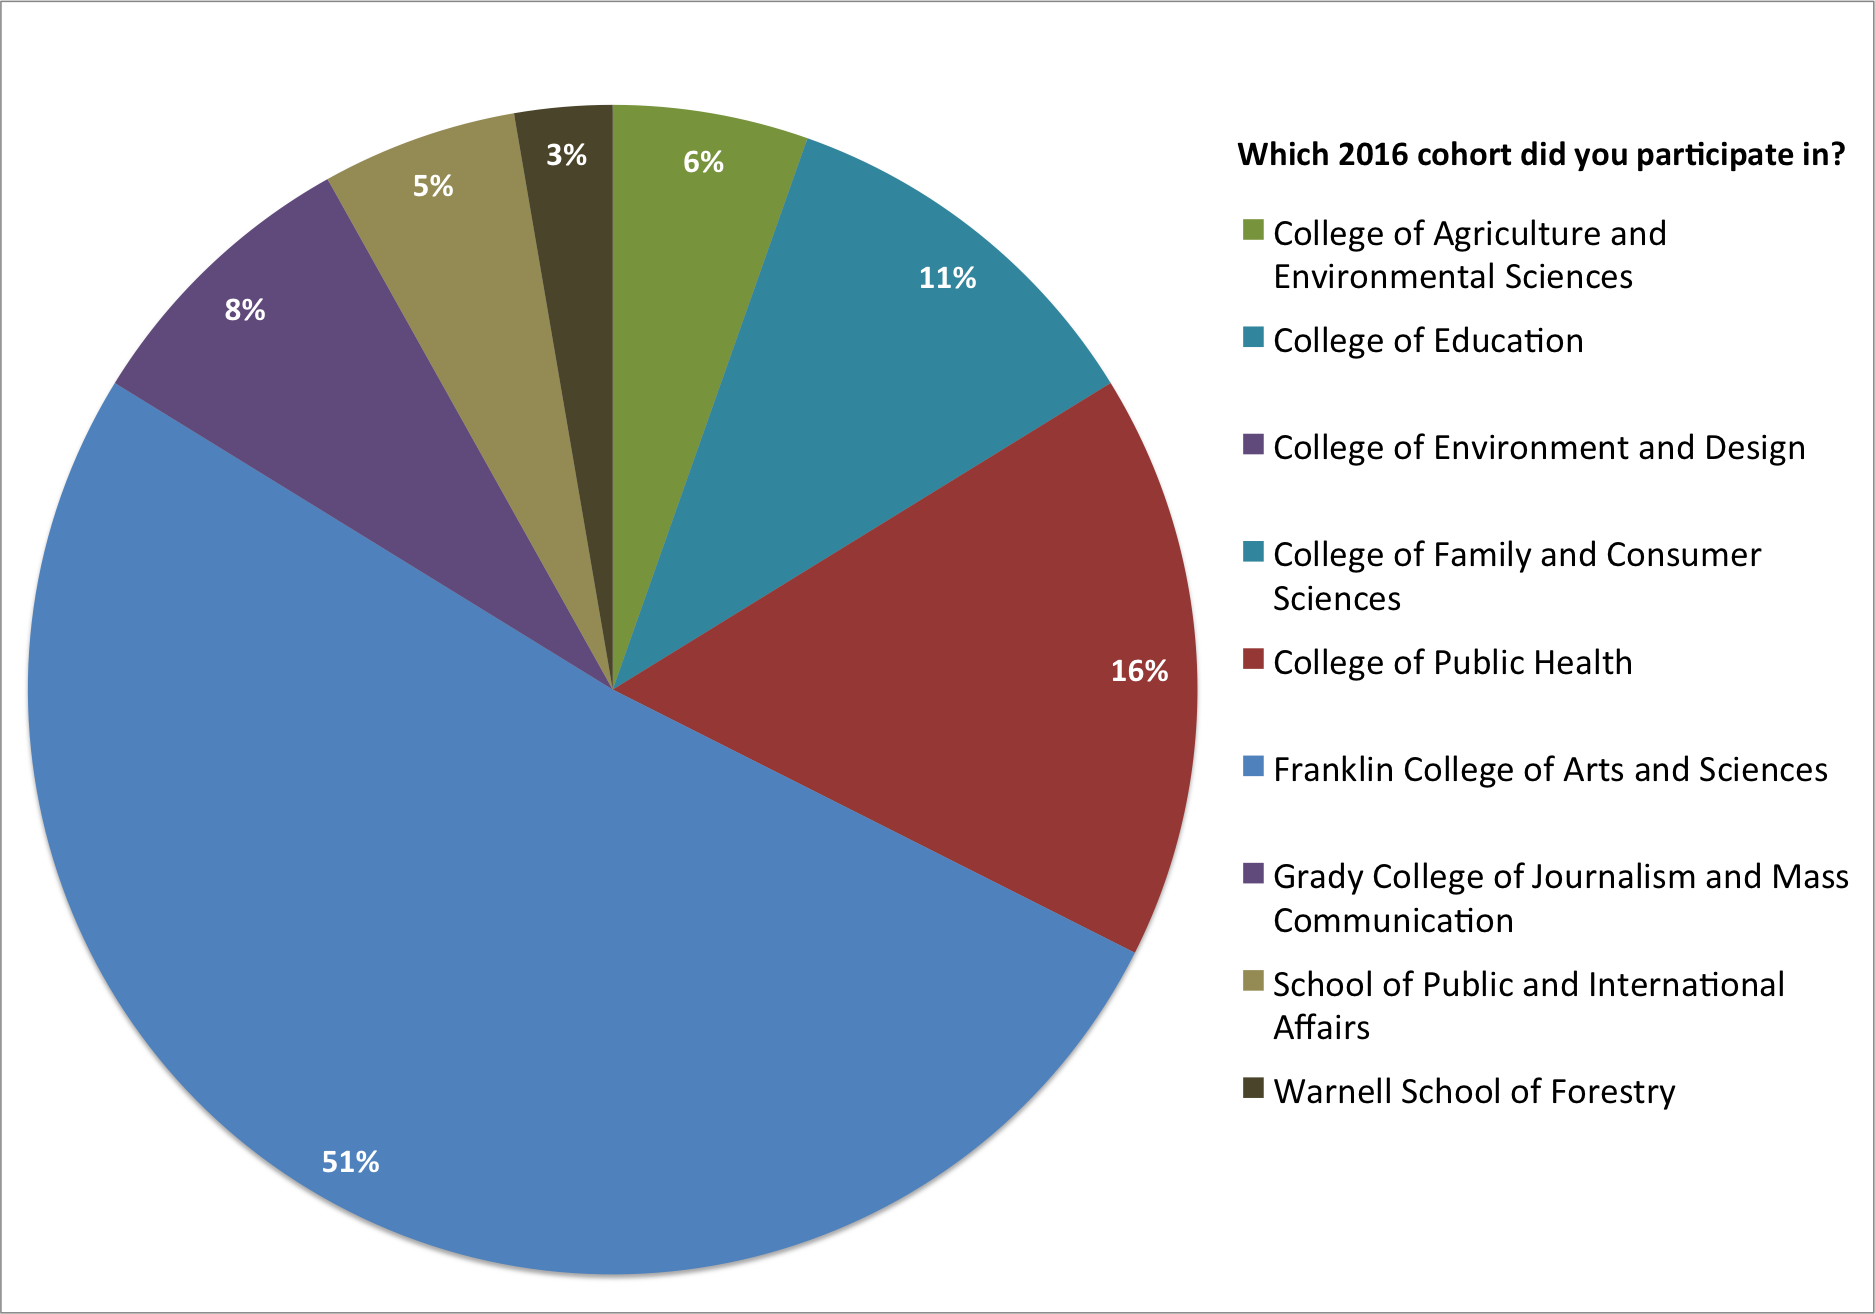 3%
6%
5%
11%
8%
16%
51%
Which 2016 cohort did you participate in?
College of Agriculture and
Environmental Sciences
College of Education
College of Environment and Design
College of Family and Consumer
Sciences
College of Public Health
Franklin College of Arts and Sciences
Grady College of Journalism and Mass
Communication
School of Public and International
Affairs
Warnell School of Forestry